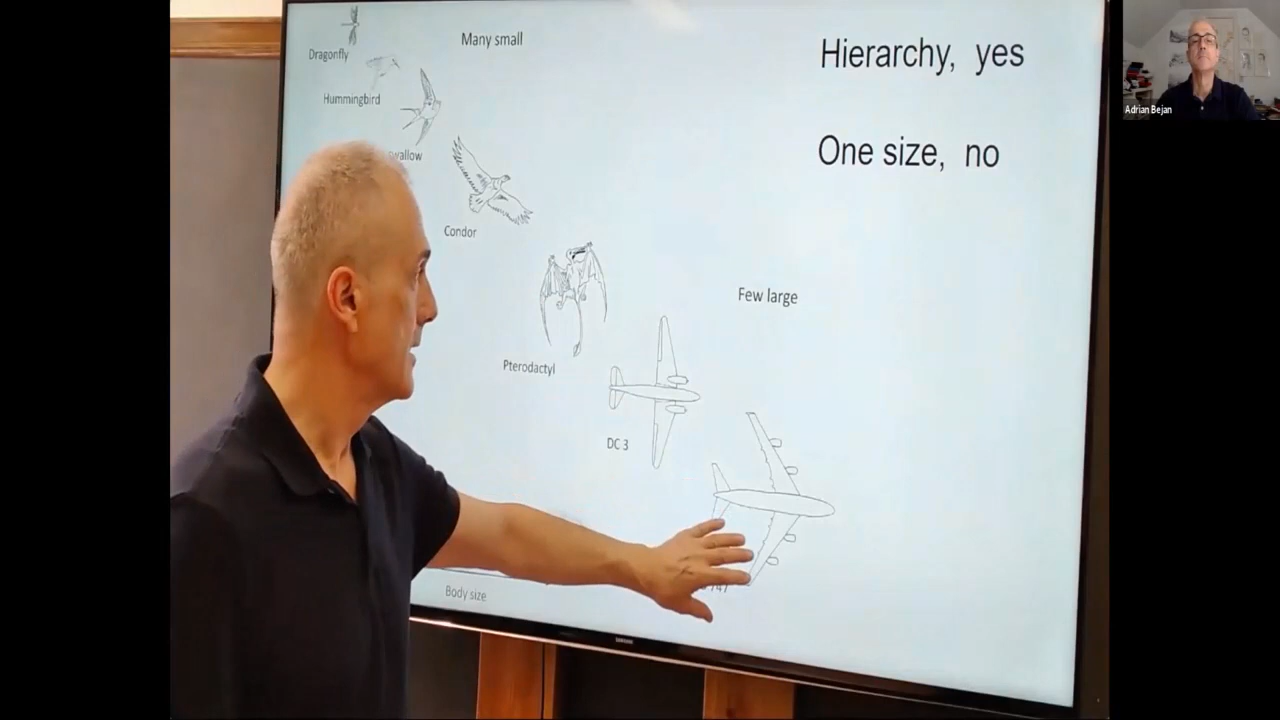 Dragonfly
Many small
Hierarchy, yes
Adrian Bejan
Hummingbird
One size, no
Condor
Few large
Pterodactyl
DC 3
Body size
SAMSUNG